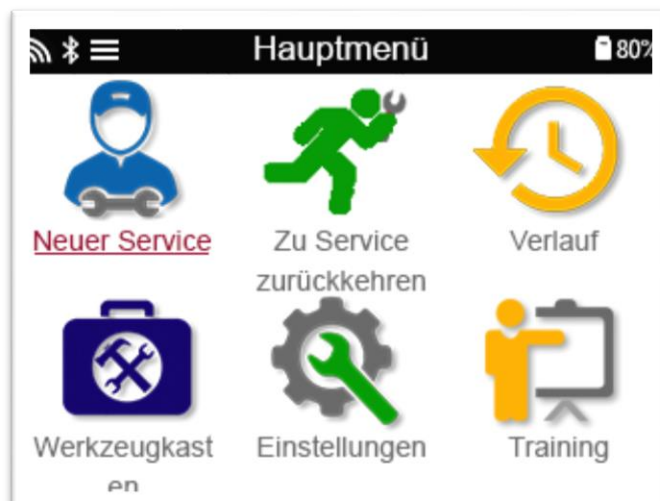 Hauptmenü 80%
Neuer Service Zu Service zurückkehren Verlauf
Werkzeugkast
en Einstellungen Training